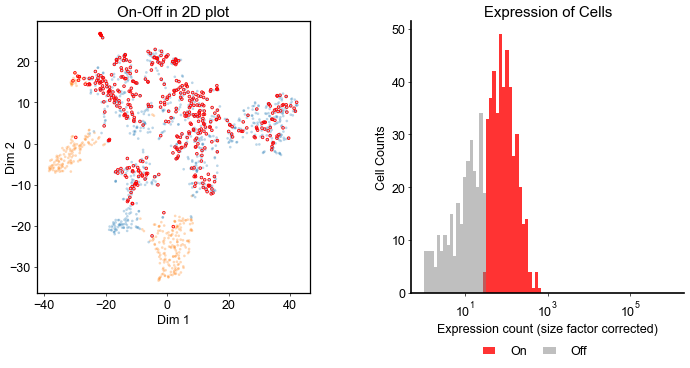 On-Off in 2D plot
20
10
0
−10
−20
−30
Dim 2
−40
−20
0
20
40
Dim 1
Expression of Cells
50
40
30
20
10
0
Cell Counts
10^1
10^3
10^5
Expression count (size factor corrected)
On
Off